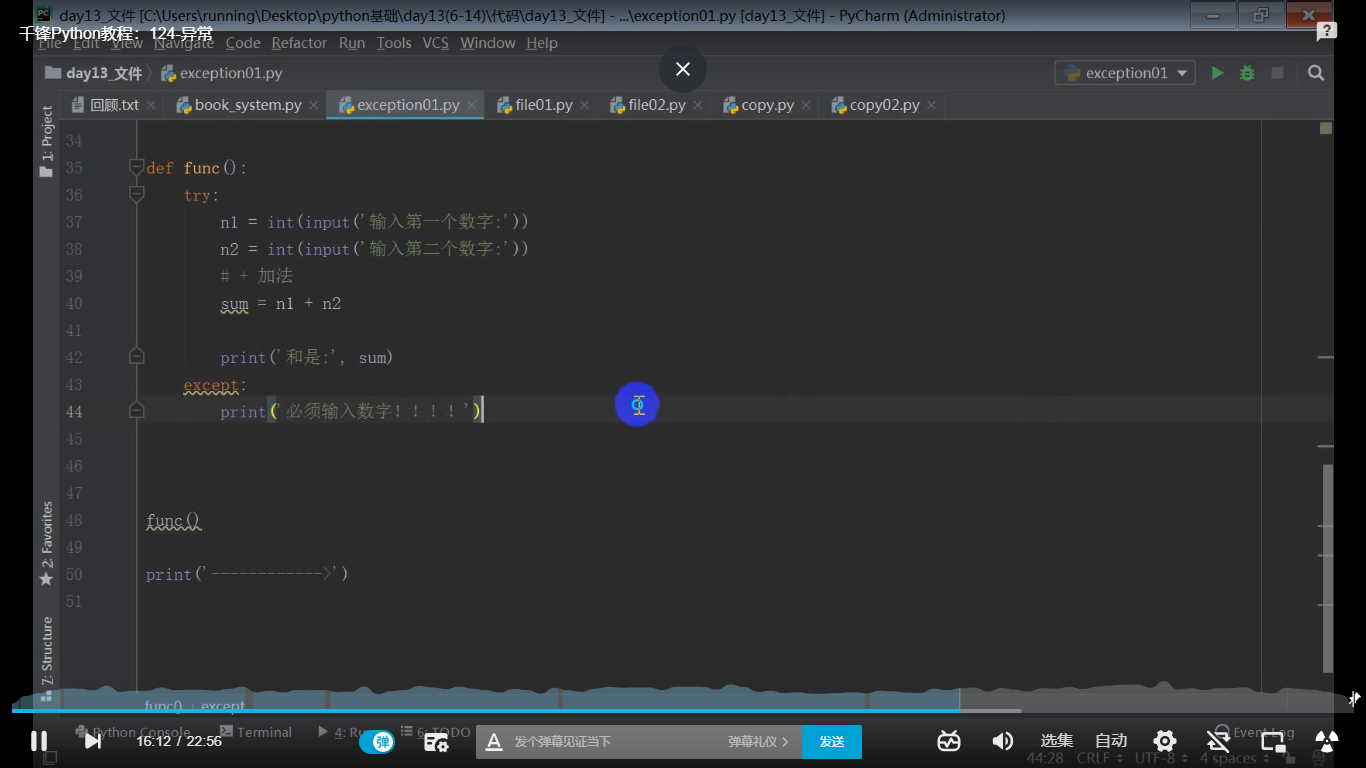 day13_文件 [C:\Users\running\Desktop\python基础\day13(6-14)\代码\day13_文件] - ...\exception01.py [day13_文件] - PyCharm (Administrator)
千锋Python教程：124-异常
File Edit View Navigate Code Refactor Run Tools VCS Window Help
day13_文件 exception01.py exception01
回顾.txt book_system.py exception01.py file01.py file02.py copy.py copy02.py
1: Project
34
35 def func():
36 try:
37 n1 = int(input('输入第一个数字:'))
38 n2 = int(input('输入第二个数字:'))
39 # + 加法
40 sum = n1 + n2
41
42 print('和是:', sum)
43 except:
44 print('必须输入数字!!!!')
45
46
47
48 func()
49
50 print('------------>')
51
2: Favorites
7: Structure
func() › except
Python Console Terminal 4: Ru 6: TODO Event Log
16:12 / 22:56 弹 发个弹幕见证当下 弹幕礼仪 > 发送 选集 自动
44:28 CRLF UTF-8 4 spaces